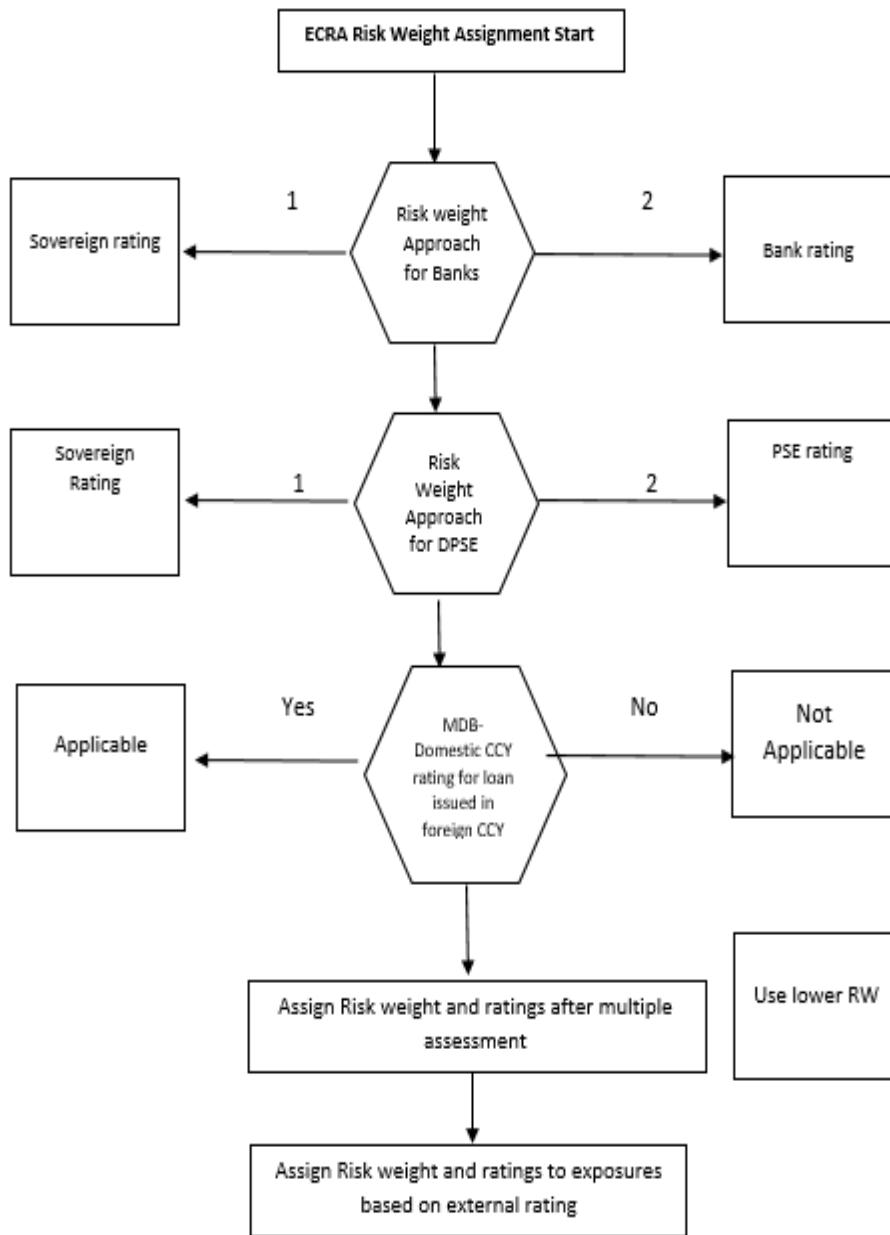 ECRA Risk Weight Assignment Start
1
2
Sovereign rating
Risk weight
Approach
for Banks
Bank rating
Sovereign
Rating
1
Risk
Weight
Approach
for DPSE
2
PSE rating
Applicable
Yes
MDB-
Domestic CCY
rating for loan
issued in
foreign CCY
No
Not
Applicable
Assign Risk weight and ratings after multiple
assessment
Use lower RW
Assign Risk weight and ratings to exposures
based on external rating